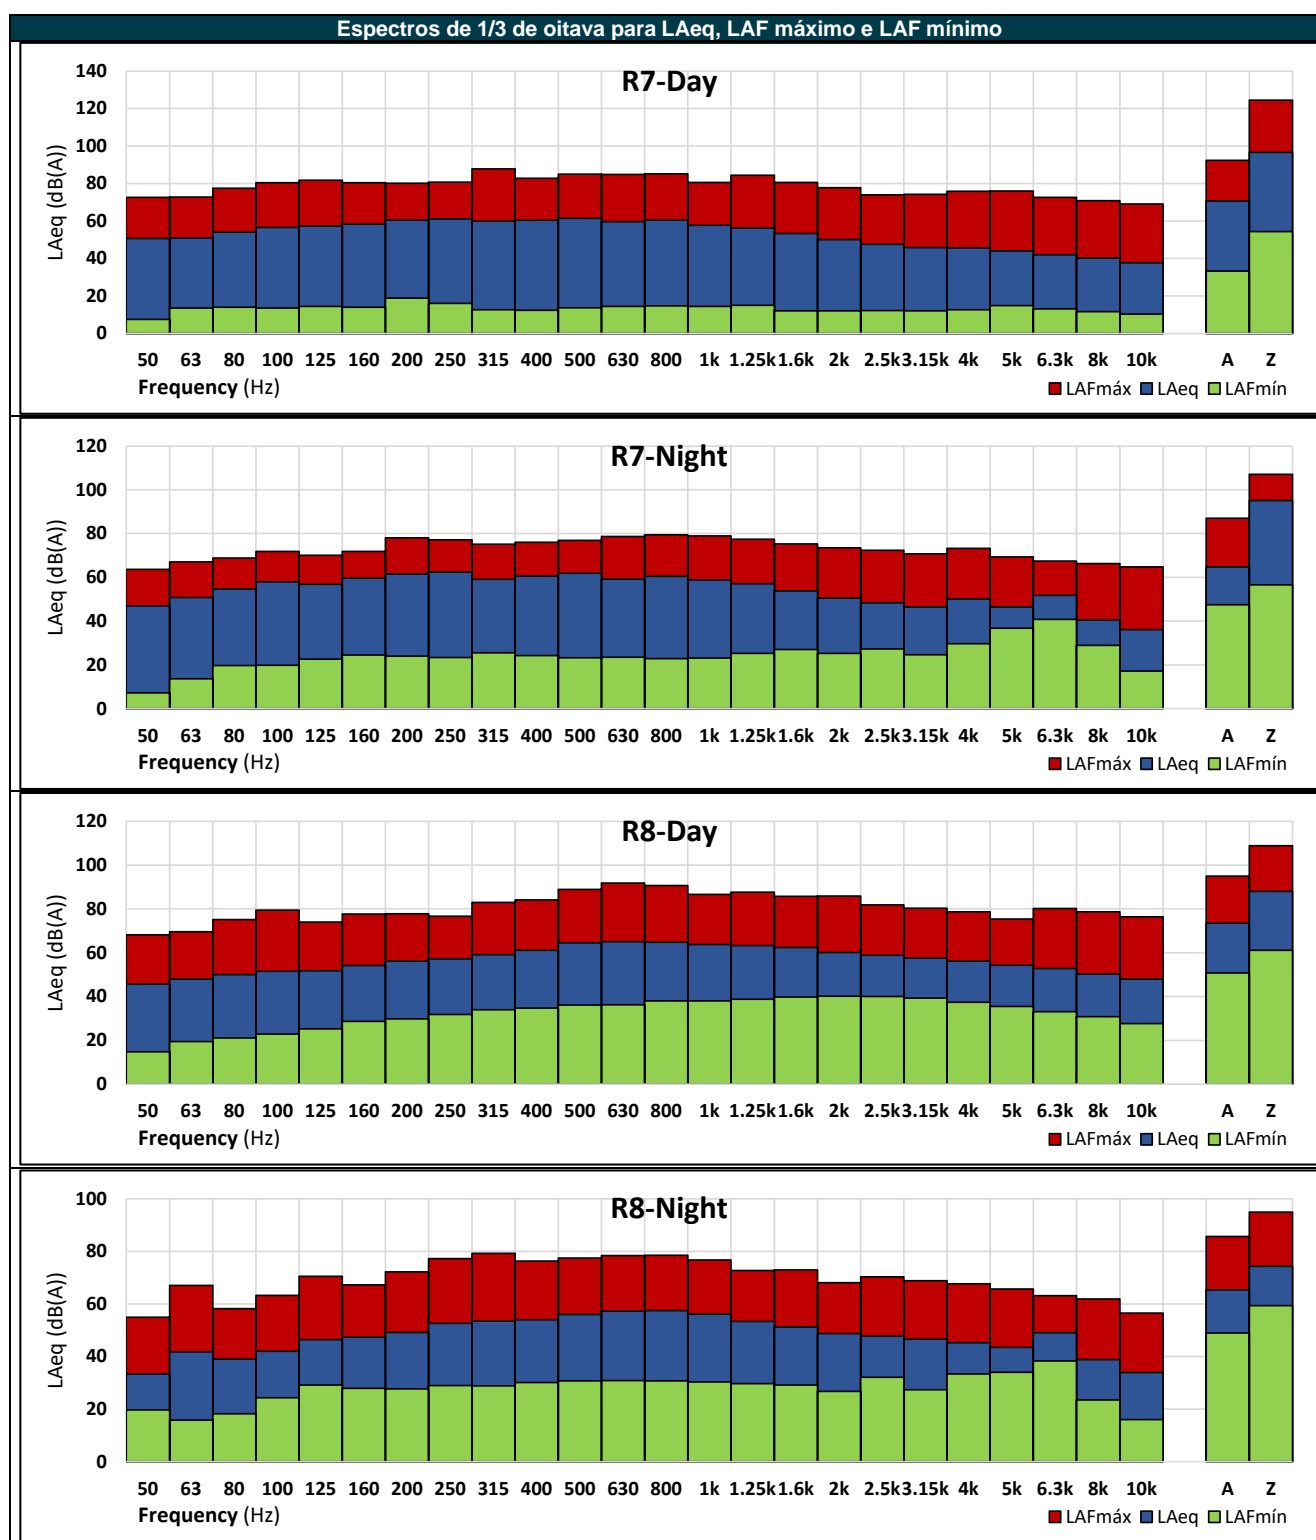 Espectros de 1/3 de oitava para LAeq, LAF máximo e LAF mínimo
R7-Day
LAeq (dB(A))
140
120
100
80
60
40
20
0
50 63 80 100 125 160 200 250 315 400 500 630 800 1k 1.25k 1.6k 2k 2.5k 3.15k 4k 5k 6.3k 8k 10k A Z
Frequency (Hz)
LAFmáx LAeq LAFmín
R7-Night
LAeq (dB(A))
120
100
80
60
40
20
0
50 63 80 100 125 160 200 250 315 400 500 630 800 1k 1.25k 1.6k 2k 2.5k 3.15k 4k 5k 6.3k 8k 10k A Z
Frequency (Hz)
LAFmáx LAeq LAFmín
R8-Day
LAeq (dB(A))
120
100
80
60
40
20
0
50 63 80 100 125 160 200 250 315 400 500 630 800 1k 1.25k 1.6k 2k 2.5k 3.15k 4k 5k 6.3k 8k 10k A Z
Frequency (Hz)
LAFmáx LAeq LAFmín
R8-Night
LAeq (dB(A))
100
80
60
40
20
0
50 63 80 100 125 160 200 250 315 400 500 630 800 1k 1.25k 1.6k 2k 2.5k 3.15k 4k 5k 6.3k 8k 10k A Z
Frequency (Hz)
LAFmáx LAeq LAFmín